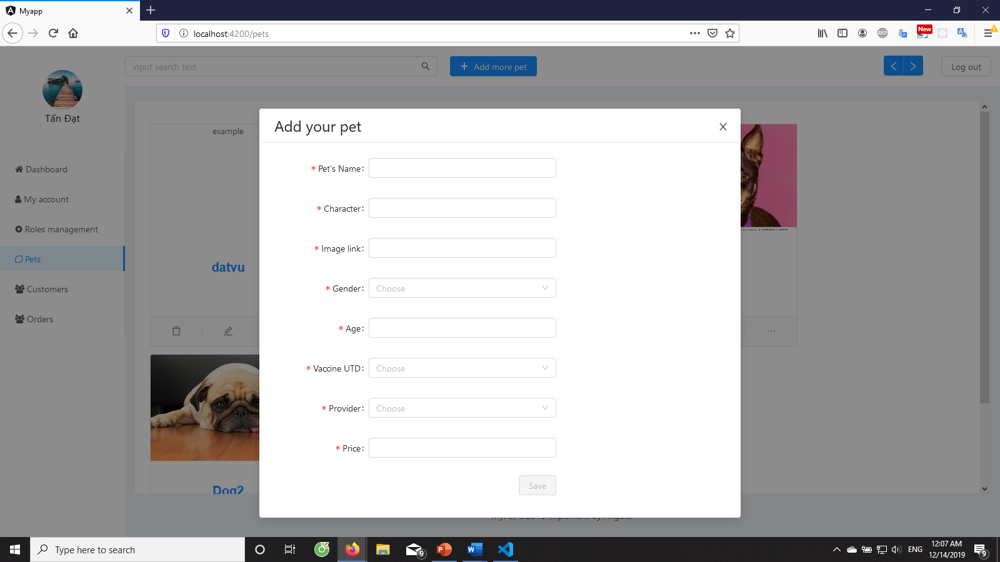 Myapp
localhost:4200/pets
ABP
New
input search text
Add more pet
Log out
Tấn Đạt
example
Add your pet
Dashboard
My account
Roles management
Pets
Customers
Orders
datvu
Dog2
* Pet's Name:
* Character:
* Image link:
* Gender:
Choose
* Age:
* Vaccine UTD:
Choose
* Provider:
Choose
* Price:
Save
Type here to search
9
ENG
12:07 AM
12/14/2019
9